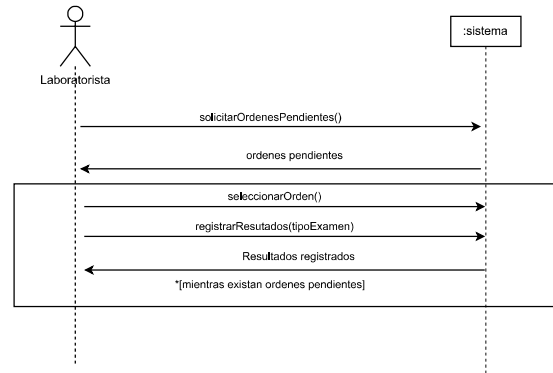 :sistema
Laboratorista
solicitarOrdenesPendientes()
ordenes pendientes
seleccionarOrden()
registrarResutados(tipoExamen)
Resultados registrados
*[mientras existan ordenes pendientes]